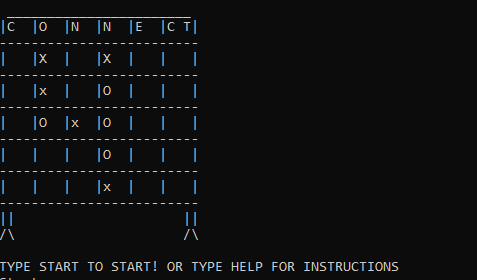 |C |O |N |N |E |C T|
| |X | |X | | |
| |x | |O | | |
| |O |x |O | | |
| | | |O | | |
| | | |x | | |
|| ||
/\ /\
TYPE START TO START! OR TYPE HELP FOR INSTRUCTIONS